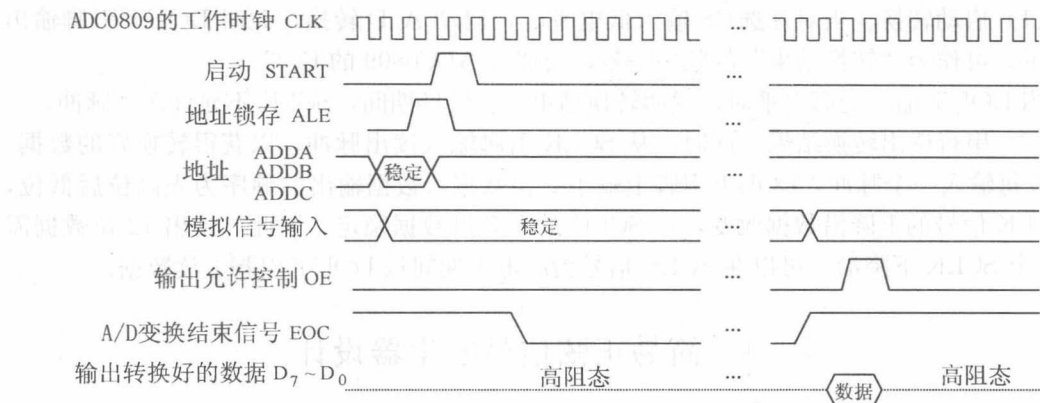 ADC0809的工作时钟 CLK
...
启动 START
...
地址锁存 ALE
...
地址 ADDA
ADDB
ADDC
稳定
模拟信号输入
稳定
...
输出允许控制 OE
...
A/D变换结束信号 EOC
...
输出转换好的数据 D7~D0
高阻态
...
数据
高阻态